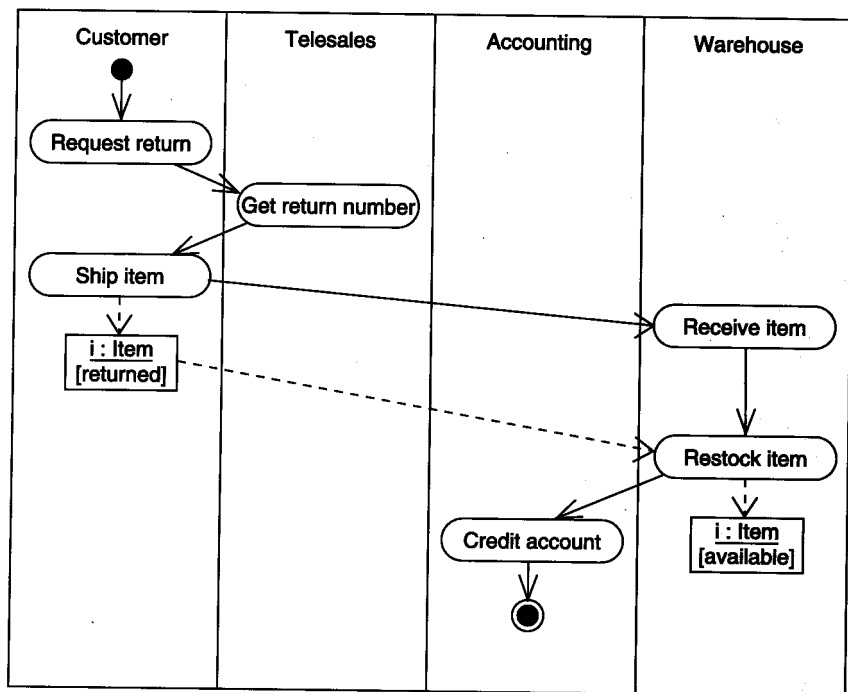 Customer
Telesales
Accounting
Warehouse
Request return
Get return number
Ship item
Receive item
i : Item
[returned]
Restock item
Credit account
i : Item
[available]